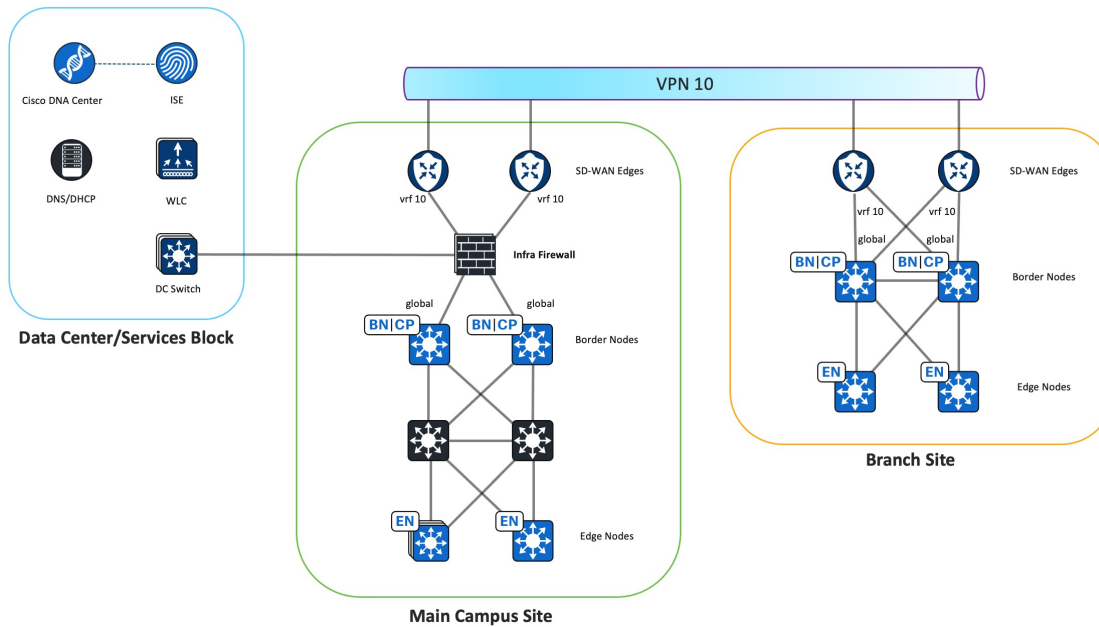 Cisco DNA Center
ISE
DNS/DHCP
WLC
DC Switch
Data Center/Services Block
VPN 10
SD-WAN Edges
vrf 10
vrf 10
Infra Firewall
global
global
BN|CP
BN|CP
Border Nodes
EN
EN
Edge Nodes
Main Campus Site
SD-WAN Edges
vrf 10
vrf 10
global
global
BN|CP
BN|CP
Border Nodes
EN
EN
Edge Nodes
Branch Site